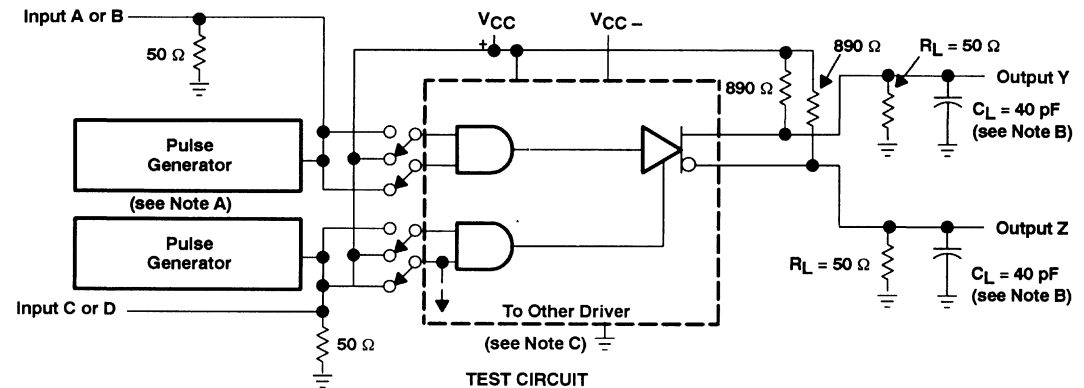 Input A or B
50 Ω
VCC
+
VCC –
890 Ω
RL = 50 Ω
890 Ω
Output Y
CL = 40 pF
(see Note B)
Pulse
Generator
(see Note A)
Pulse
Generator
Output Z
RL = 50 Ω
CL = 40 pF
(see Note B)
Input C or D
To Other Driver
(see Note C)
50 Ω
TEST CIRCUIT